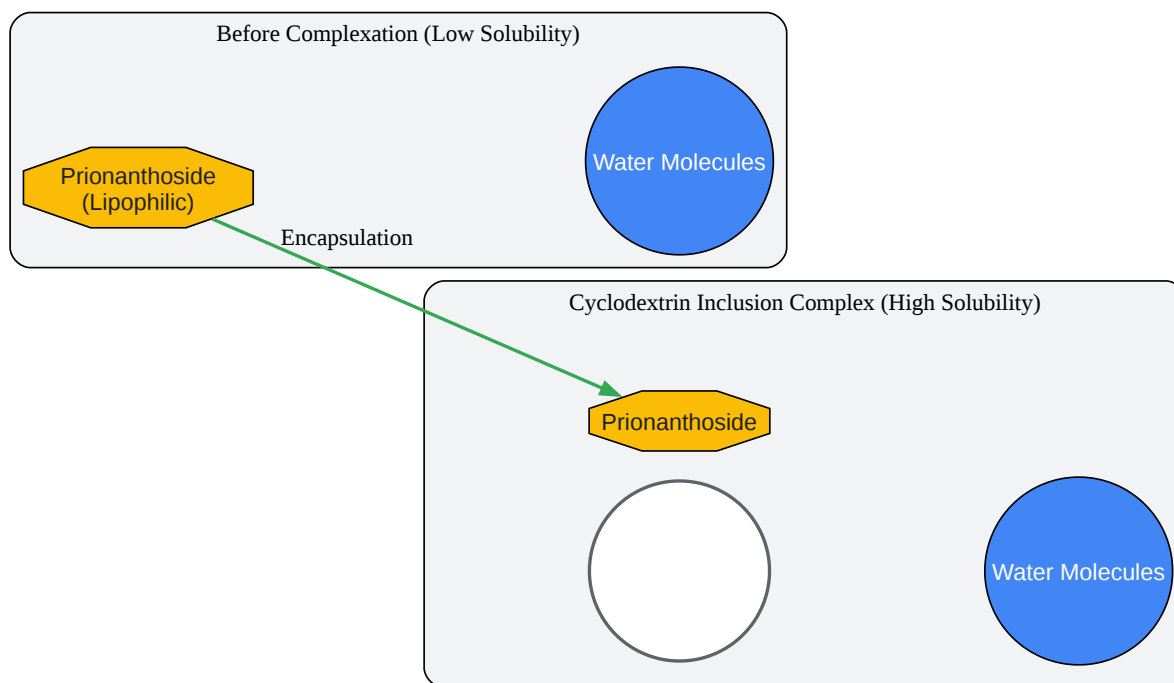 Before Complexation (Low Solubility)
Water Molecules
Prionanthoside
(Lipophilic)
Encapsulation
Cyclodextrin Inclusion Complex (High Solubility)
Prionanthoside
Water Molecules